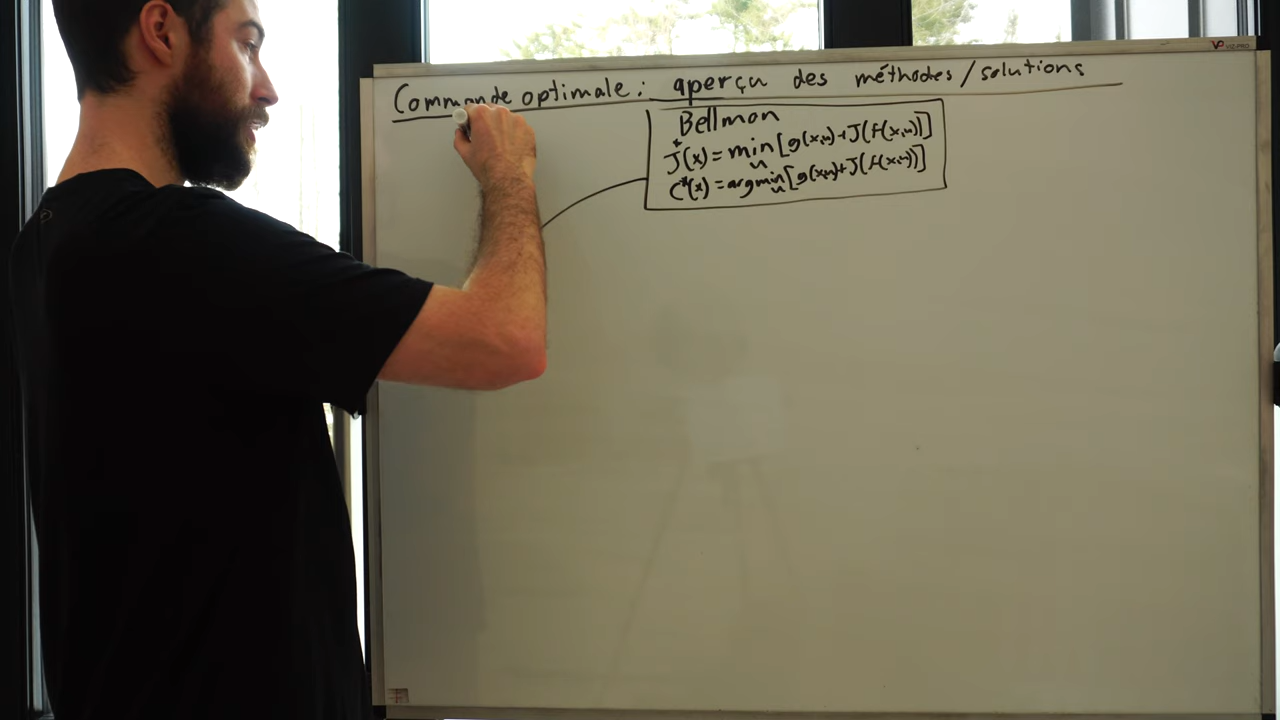 Commande optimale : aperçu des méthodes / solutions
Bellman
J*(x) = min u [g(x,u) + J(f(x,u))]
C*(x) = argmin u [g(x,u) + J(f(x,u))]